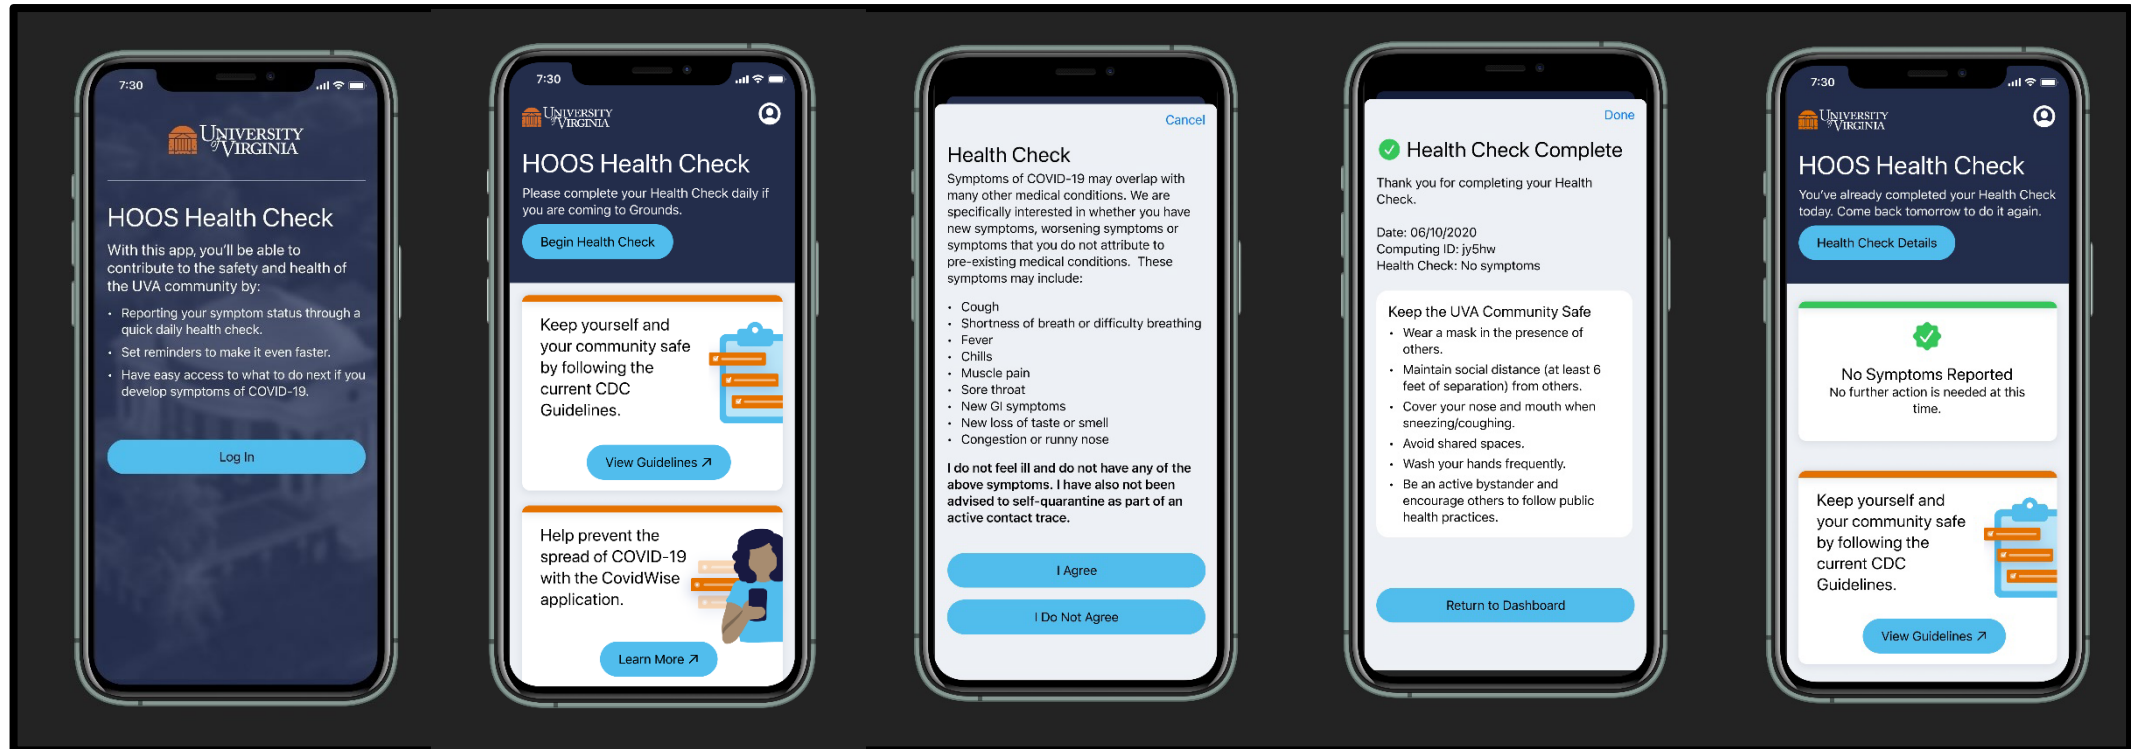 7:30
UNIVERSITY
of VIRGINIA
HOOS Health Check
With this app, you'll be able to
contribute to the safety and health of
the UVA community by:
• Reporting your symptom status through a
quick daily health check.
• Set reminders to make it even faster.
• Have easy access to what to do next if you
develop symptoms of COVID-19.
Log In
7:30
UNIVERSITY
of VIRGINIA
HOOS Health Check
Please complete your Health Check daily if
you are coming to Grounds.
Begin Health Check
Keep yourself and
your community safe
by following the
current CDC
Guidelines.
View Guidelines ↗
Help prevent the
spread of COVID-19
with the CovidWise
application.
Learn More ↗
Cancel
Health Check
Symptoms of COVID-19 may overlap with
many other medical conditions. We are
specifically interested in whether you have
new symptoms, worsening symptoms or
symptoms that you do not attribute to
pre-existing medical conditions. These
symptoms may include:
• Cough
• Shortness of breath or difficulty breathing
• Fever
• Chills
• Muscle pain
• Sore throat
• New GI symptoms
• New loss of taste or smell
• Congestion or runny nose
I do not feel ill and do not have any of the
above symptoms. I have also not been
advised to self-quarantine as part of an
active contact trace.
I Agree
I Do Not Agree
Done
Health Check Complete
Thank you for completing your Health
Check.
Date: 06/10/2020
Computing ID: jy5hw
Health Check: No symptoms
Keep the UVA Community Safe
• Wear a mask in the presence of
others.
• Maintain social distance (at least 6
feet of separation) from others.
• Cover your nose and mouth when
sneezing/coughing.
• Avoid shared spaces.
• Wash your hands frequently.
• Be an active bystander and
encourage others to follow public
health practices.
Return to Dashboard
7:30
UNIVERSITY
of VIRGINIA
HOOS Health Check
You've already completed your Health Check
today. Come back tomorrow to do it again.
Health Check Details
No Symptoms Reported
No further action is needed at this
time.
Keep yourself and
your community safe
by following the
current CDC
Guidelines.
View Guidelines ↗